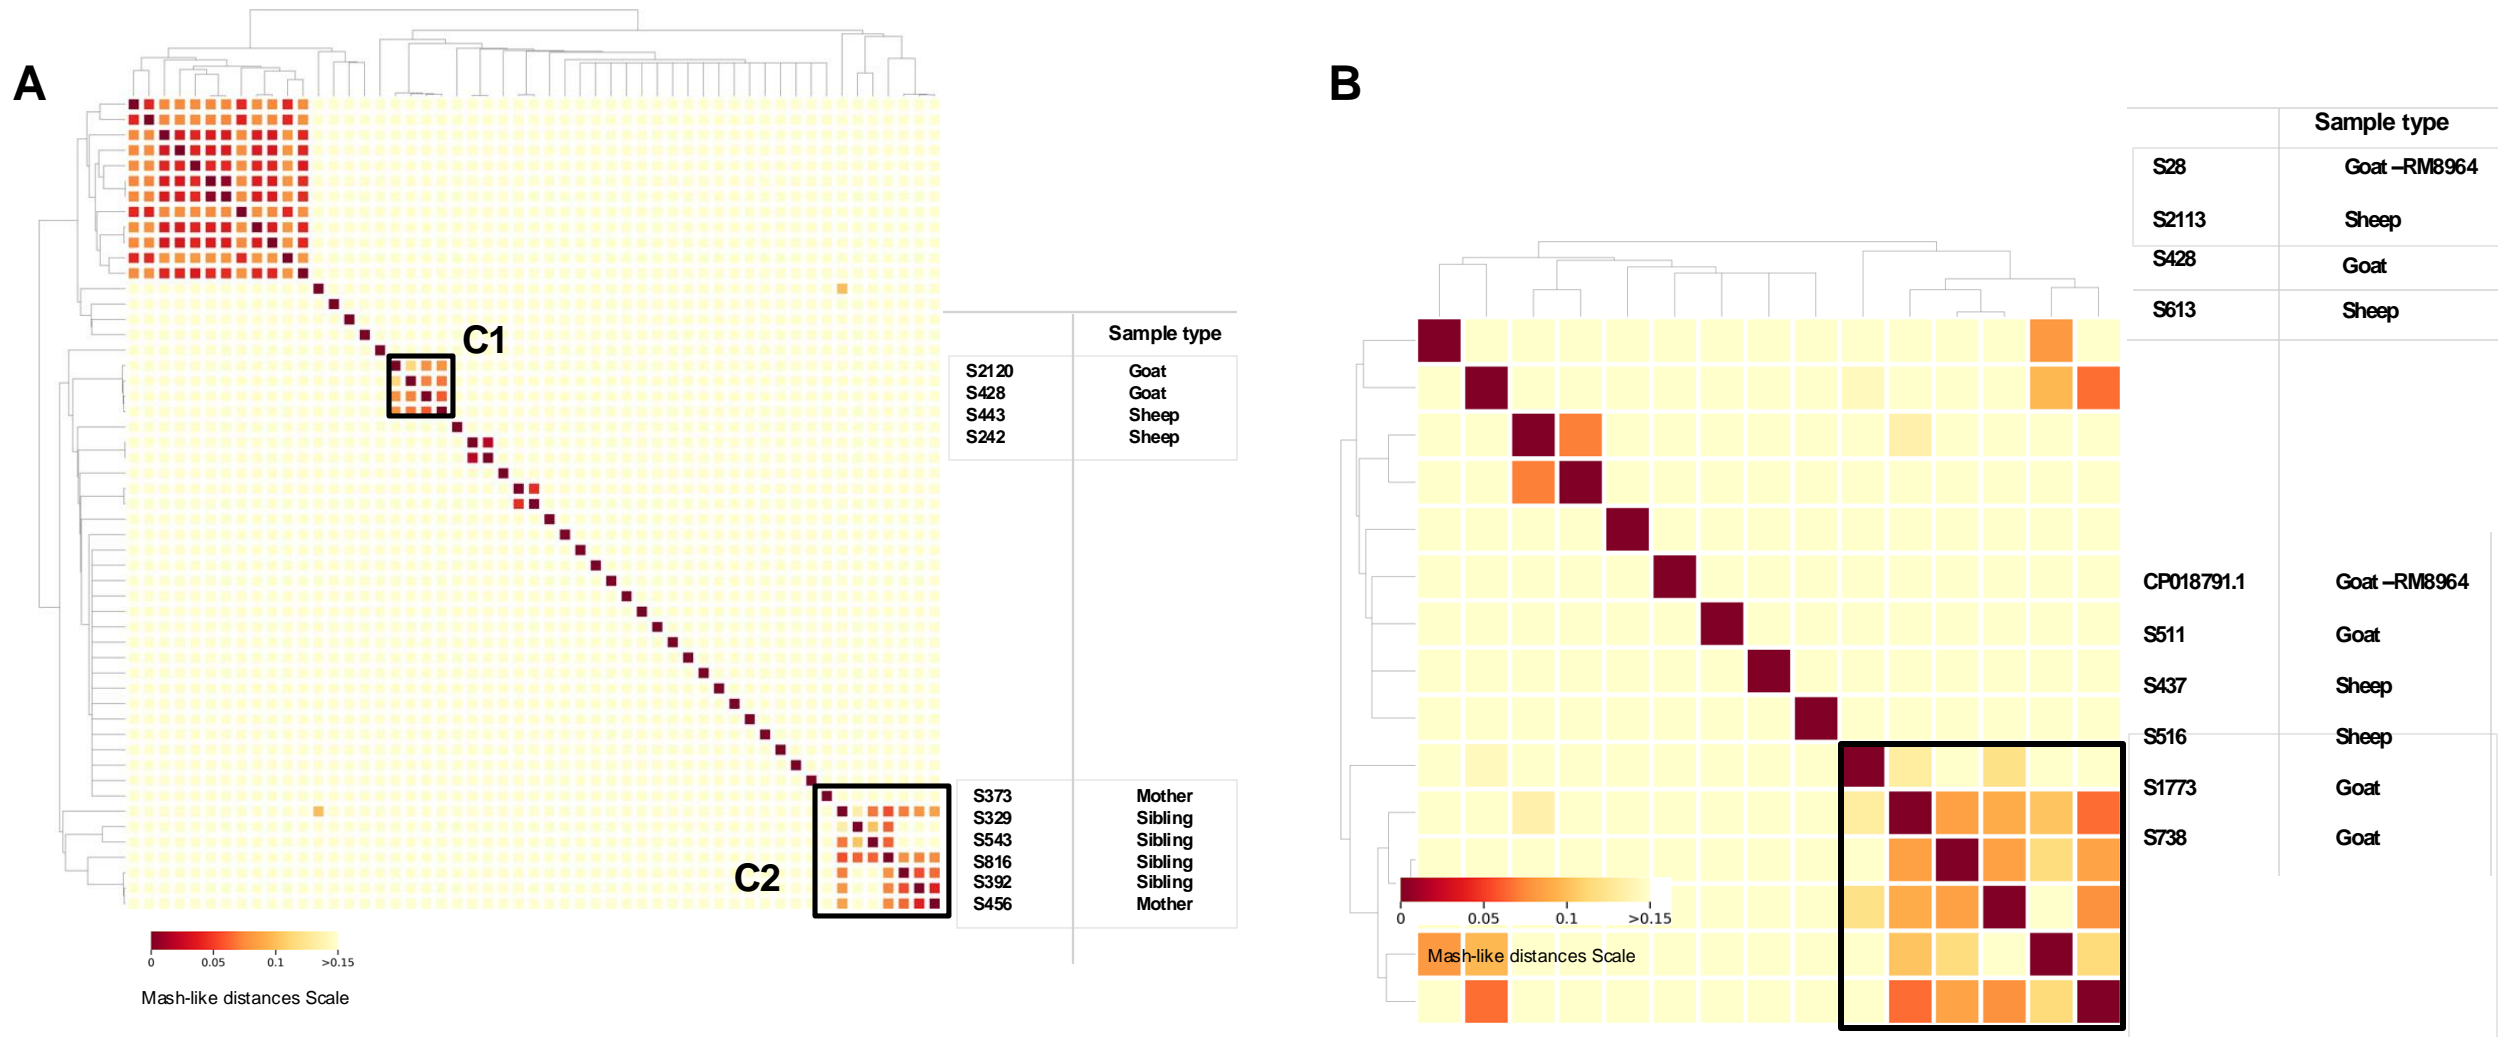 A
C1
Sample type
S2120 Goat
S428 Goat
S443 Sheep
S242 Sheep
C2
S373 Mother
S329 Sibling
S543 Sibling
S816 Sibling
S392 Sibling
S456 Mother
0 0.05 0.1 >0.15
Mash-like distances Scale
B
Sample type
S28 Goat –RM8964
S2113 Sheep
S428 Goat
S613 Sheep
CP018791.1 Goat –RM8964
S511 Goat
S437 Sheep
S516 Sheep
S1773 Goat
S738 Goat
0 0.05 0.1 >0.15
Mash-like distances Scale